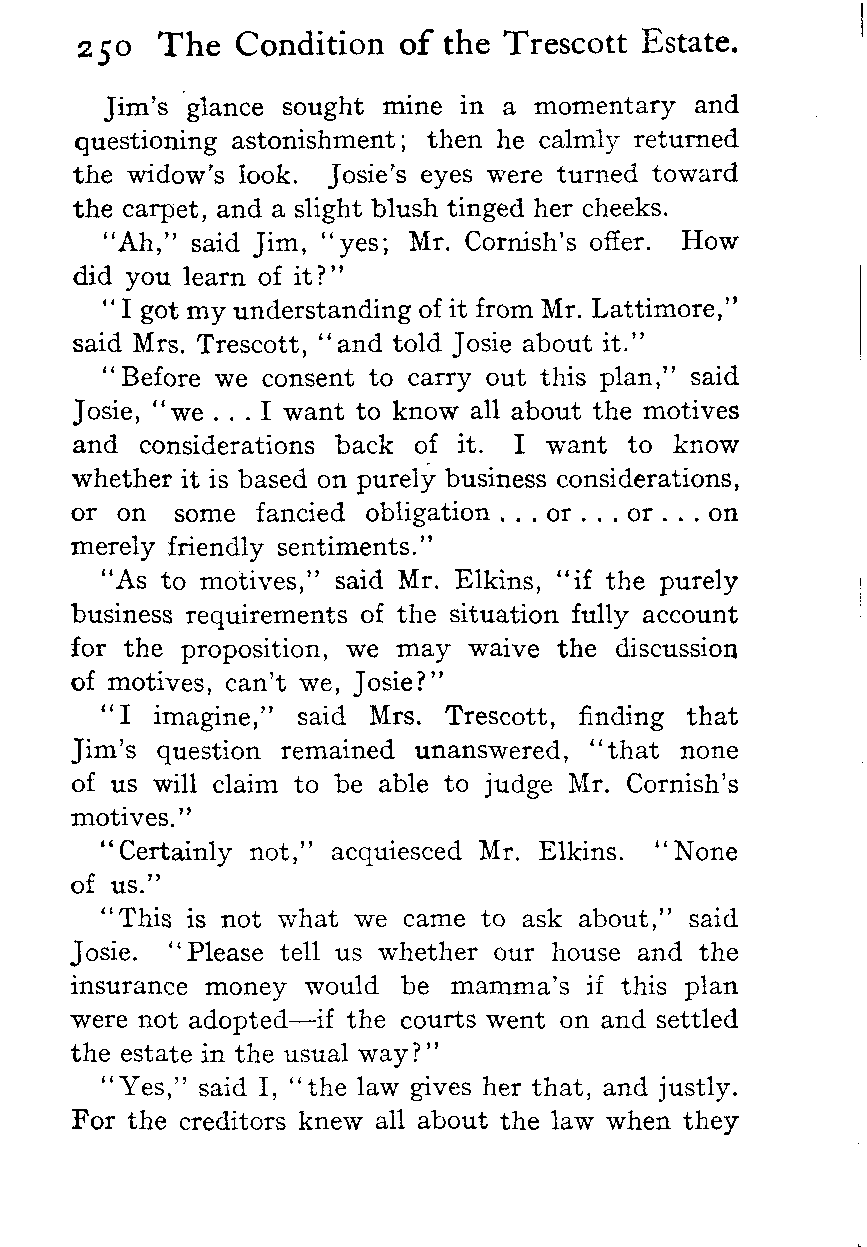 250 The Condition of the Trescott Estate.
Jim's glance sought mine in a momentary and
questioning astonishment; then he calmly returned
the widow's look. Josie's eyes were turned toward
the carpet, and a slight blush tinged her cheeks.
"Ah," said Jim, "yes; Mr. Cornish's offer. How
did you learn of it?"
"I got my understanding of it from Mr. Lattimore,"
said Mrs. Trescott, "and told Josie about it."
"Before we consent to carry out this plan," said
Josie, "we . . . I want to know all about the motives
and considerations back of it. I want to know
whether it is based on purely business considerations,
or on some fancied obligation . . . or . . . or . . . on
merely friendly sentiments."
"As to motives," said Mr. Elkins, "if the purely
business requirements of the situation fully account
for the proposition, we may waive the discussion
of motives, can't we, Josie?"
"I imagine," said Mrs. Trescott, finding that
Jim's question remained unanswered, "that none
of us will claim to be able to judge Mr. Cornish's
motives."
"Certainly not," acquiesced Mr. Elkins. "None
of us."
"This is not what we came to ask about," said
Josie. "Please tell us whether our house and the
insurance money would be mamma's if this plan
were not adopted—if the courts went on and settled
the estate in the usual way?"
"Yes," said I, "the law gives her that, and justly.
For the creditors knew all about the law when they